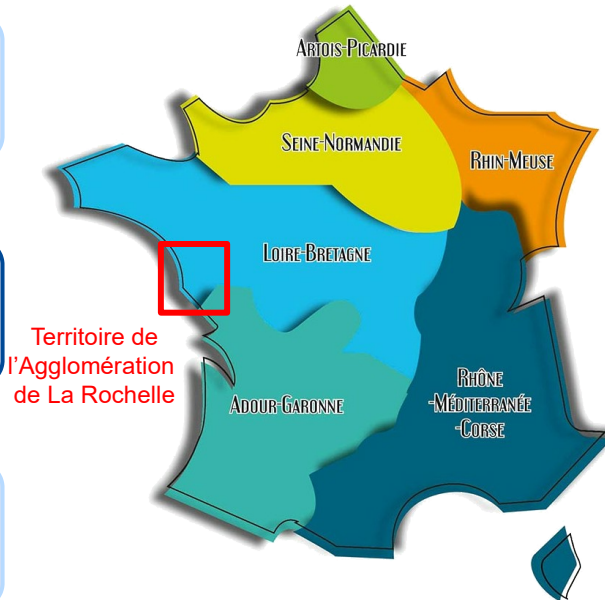 ARTOIS-PICARDIE
SEINE-NORMANDIE
RHIN-MEUSE
LOIRE-BRETAGNE
Territoire de
l'Agglomération
de La Rochelle
ADOUR-GARONNE
RHÔNE
-MÉDITERRANÉE
-CORSE